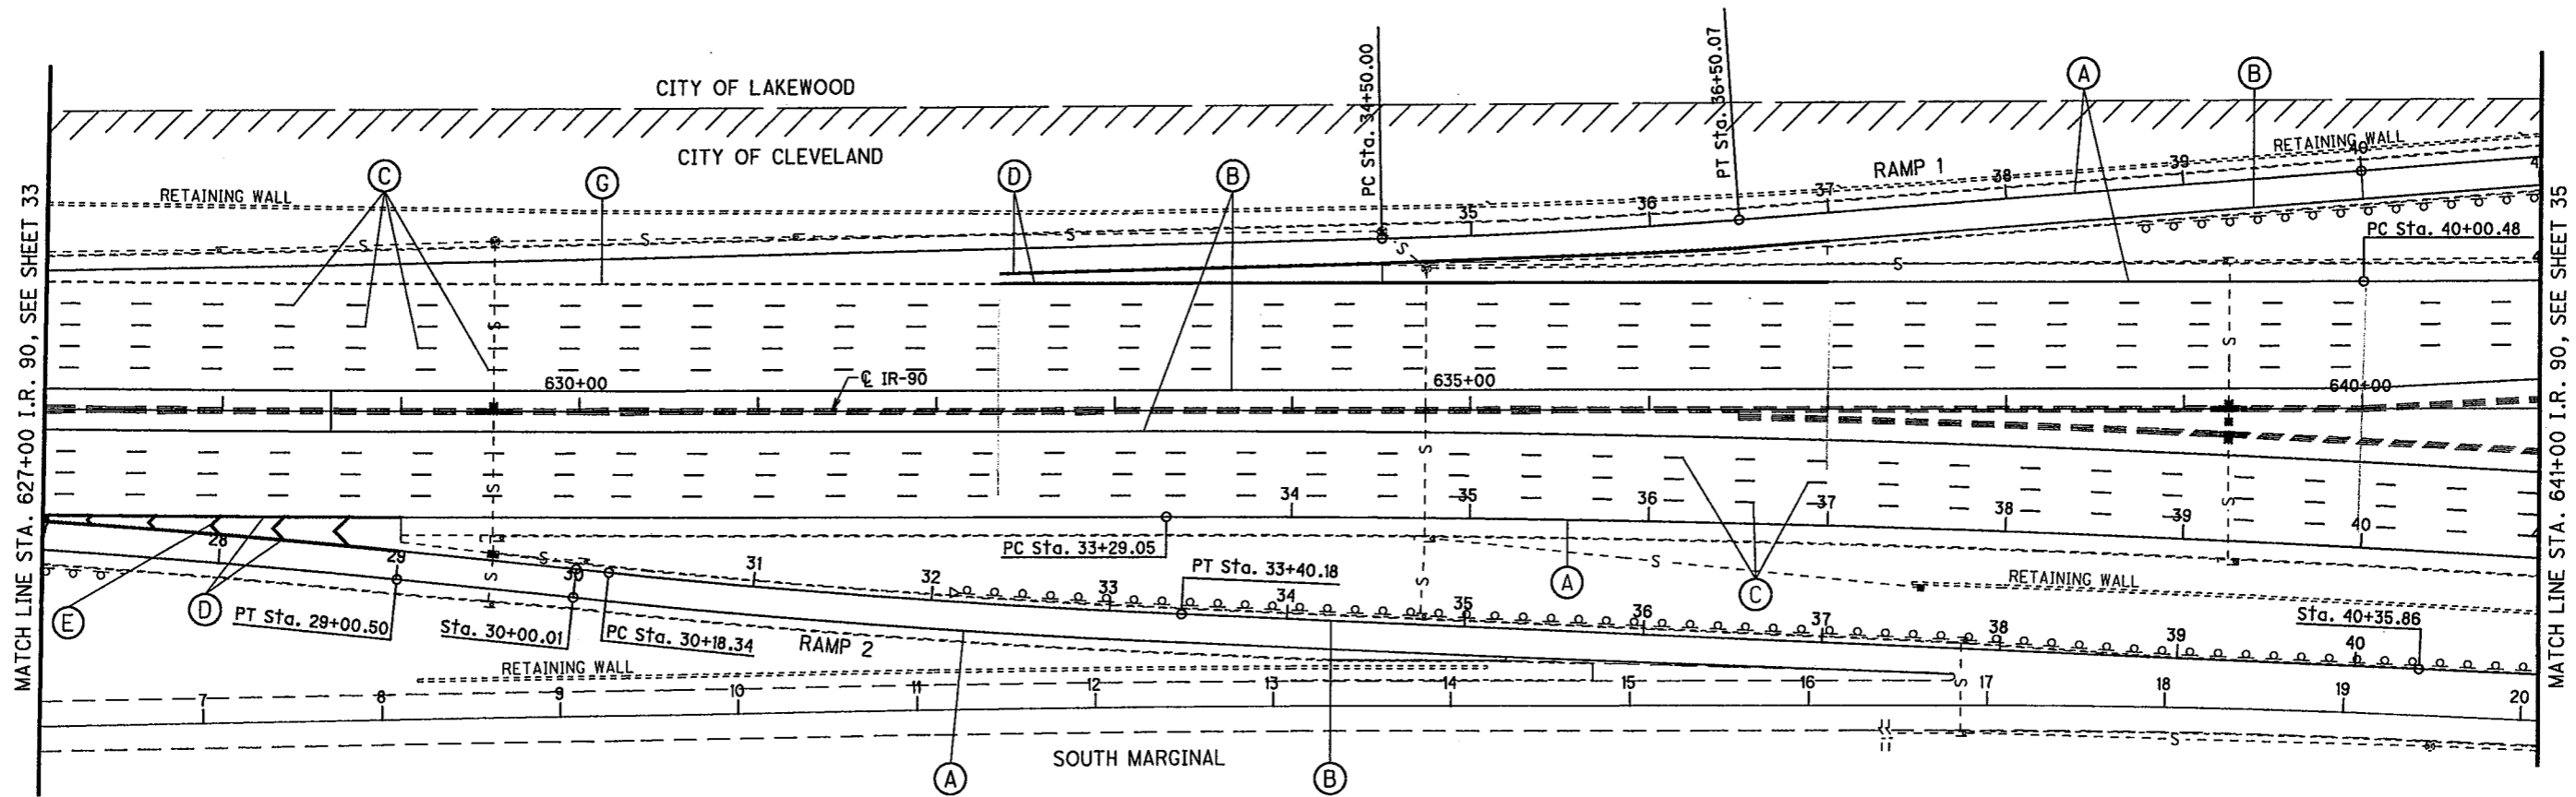 CITY OF LAKEWOOD
CITY OF CLEVELAND
MATCH LINE STA. 627+00 I.R. 90, SEE SHEET 33
MATCH LINE STA. 641+00 I.R. 90, SEE SHEET 35
PC Sta. 34+50.00
PT Sta. 36+50.07
A
B
C
G
D
B
RETAINING WALL
RETAINING WALL
RAMP 1
35
36
37
38
39
40
4
PC Sta. 40+00.48
4
S
S
S
S
S
S
630+00
℄ IR-90
635+00
640+00
S
S
S
S
S
S
34
35
36
37
38
39
40
28
29
30
31
32
33
34
35
36
37
38
39
40
PC Sta. 33+29.05
PT Sta. 33+40.18
A
C
S
S
S
S
RETAINING WALL
Sta. 40+35.86
E
D
PT Sta. 29+00.50
Sta. 30+00.01
PC Sta. 30+18.34
RAMP 2
RETAINING WALL
7
8
9
10
11
12
13
14
15
16
17
18
19
20
S
S
SOUTH MARGINAL
A
B